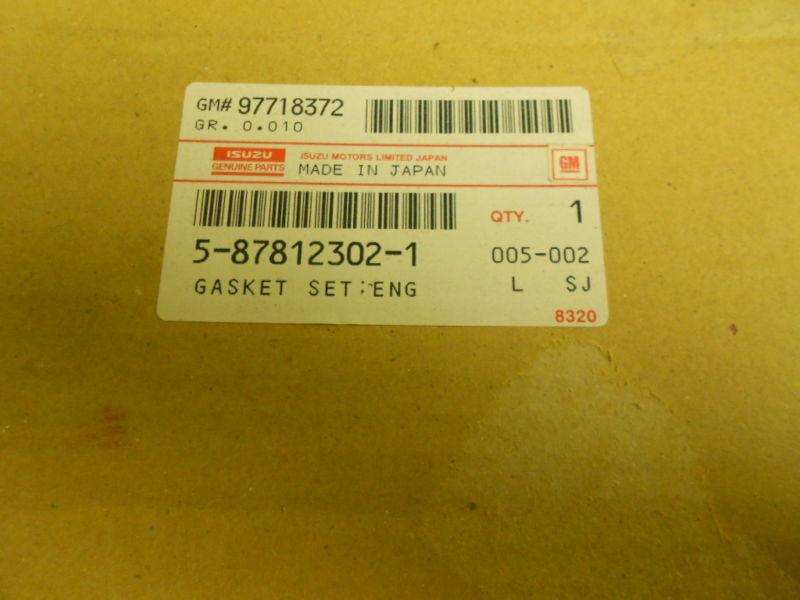 GM# 97718372
GR. 0.010
ISUZU
GENUINE PARTS
ISUZU MOTORS LIMITED JAPAN
MADE IN JAPAN
GM
QTY. 1
5-87812302-1 005-002
GASKET SET;ENG L SJ
8320